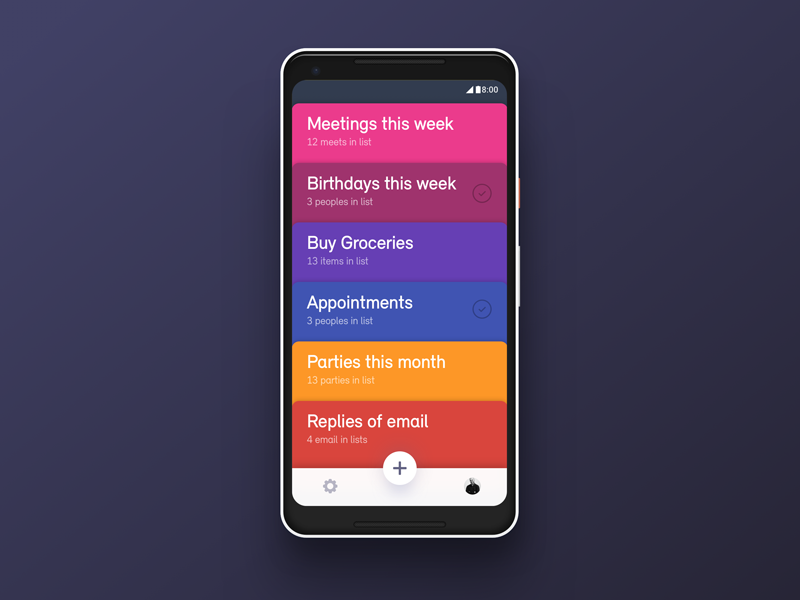 8:00
Meetings this week
12 meets in list
Birthdays this week
3 peoples in list
Buy Groceries
13 items in list
Appointments
3 peoples in list
Parties this month
13 parties in list
Replies of email
4 email in lists